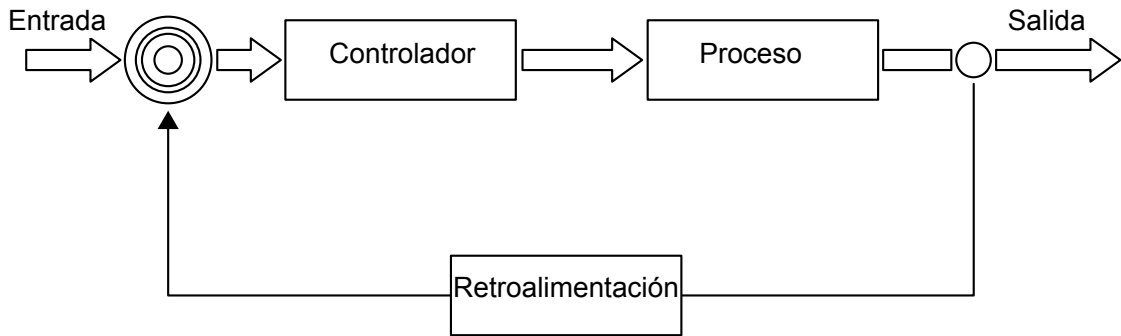 Entrada
Controlador
Proceso
Salida
Retroalimentación